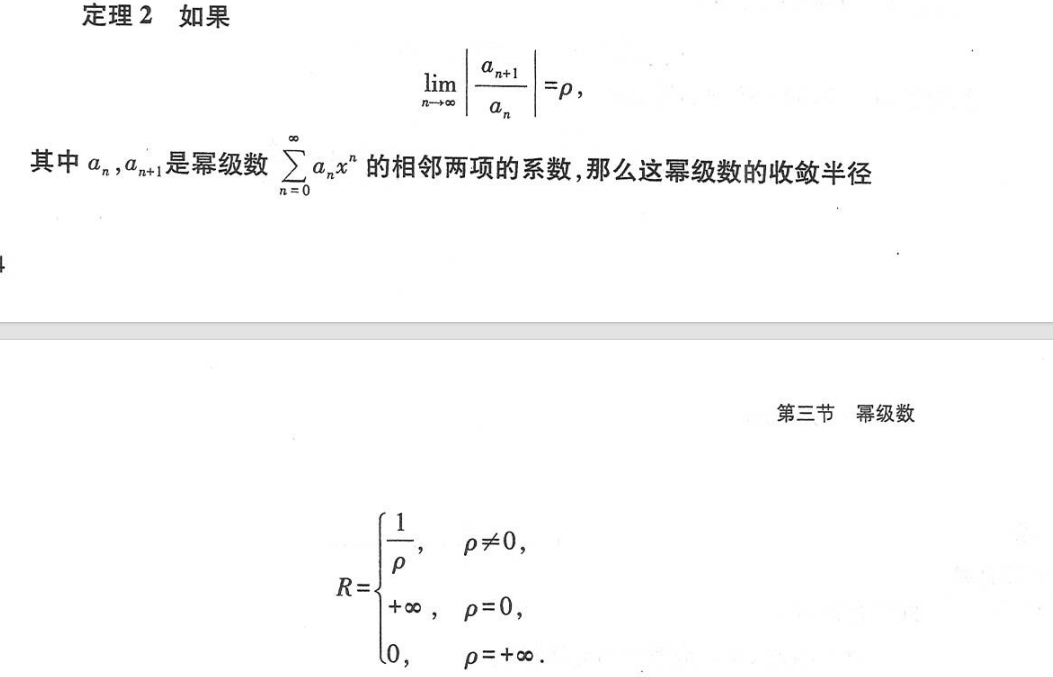 定理 2 如果
$$\lim_{n\to\infty}\left|\frac{a_{n+1}}{a_n}\right|=\rho,$$
其中 $a_n,a_{n+1}$是幂级数 $\sum_{n=0}^{\infty}a_nx^n$ 的相邻两项的系数,那么这幂级数的收敛半径
第三节 幂级数
$$R=\begin{cases}\frac{1}{\rho}, & \rho\neq 0,\\ +\infty, & \rho=0,\\ 0, & \rho=+\infty.\end{cases}$$